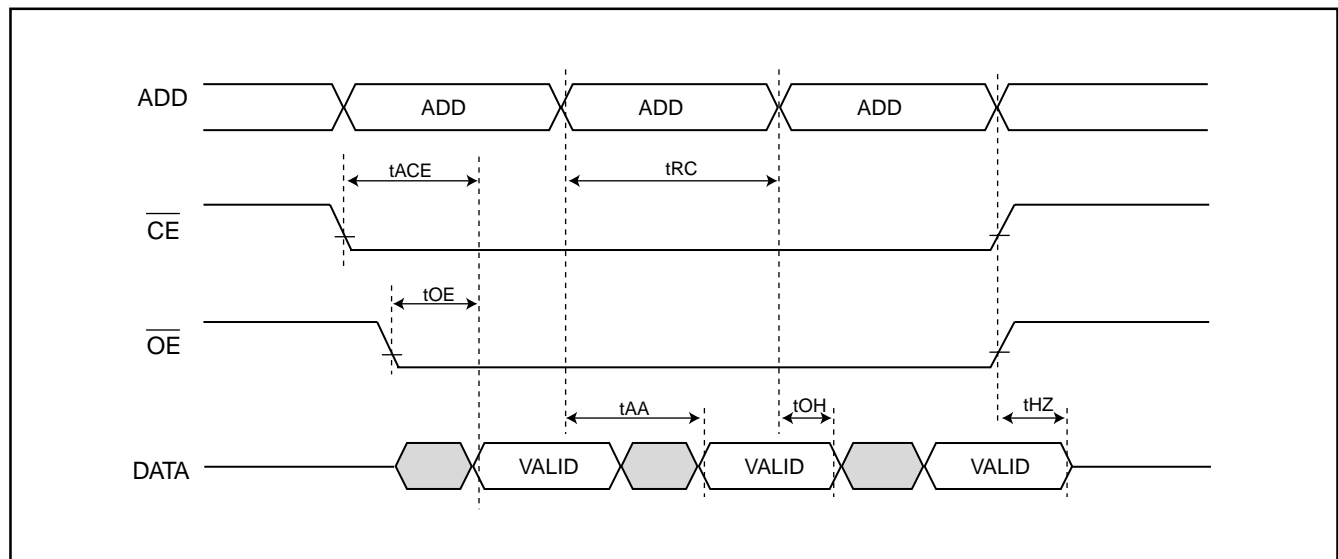 ADD ADD ADD ADD
tACE tRC
CE
tOE
OE
tAA tOH tHZ
DATA VALID VALID VALID